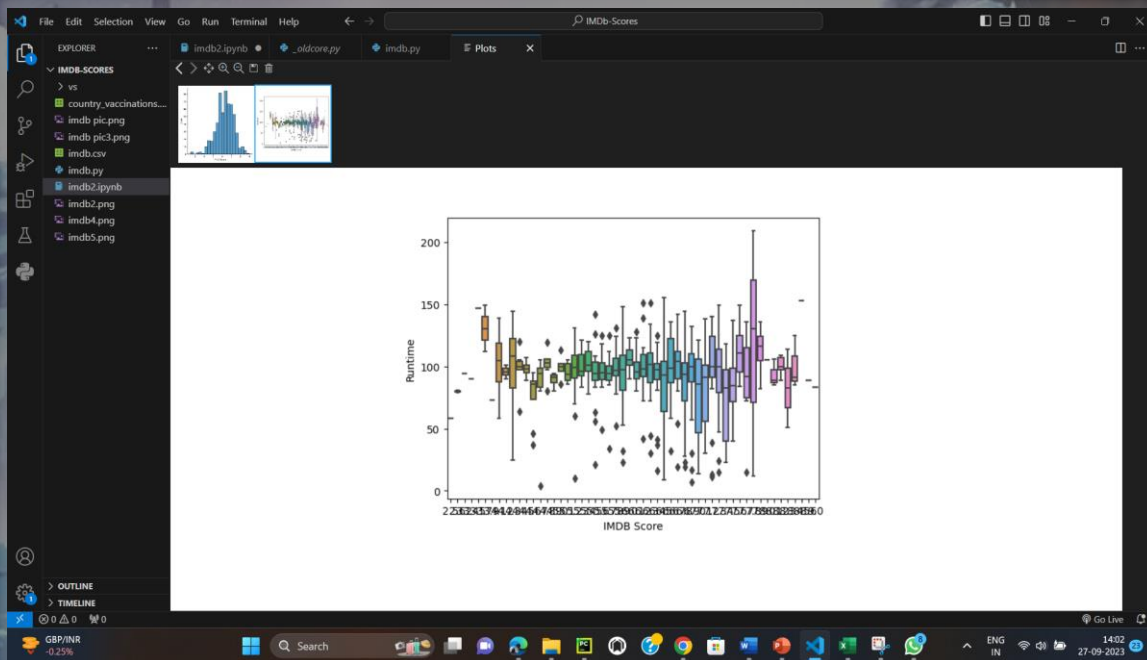 File Edit Selection View Go Run Terminal Help
IMDb-Scores
EXPLORER
imdb2.ipynb
_oldcore.py
imdb.py
Plots
IMDB-SCORES
vs
country_vaccinations...
imdb pic.png
imdb pic3.png
imdb.csv
imdb.py
imdb2.ipynb
imdb2.png
imdb4.png
imdb5.png
200
150
Runtime
100
50
0
IMDB Score
OUTLINE
TIMELINE
0 0 0
Go Live
GBP/INR
-0.25%
Search
ENG
IN
14:02
27-09-2023